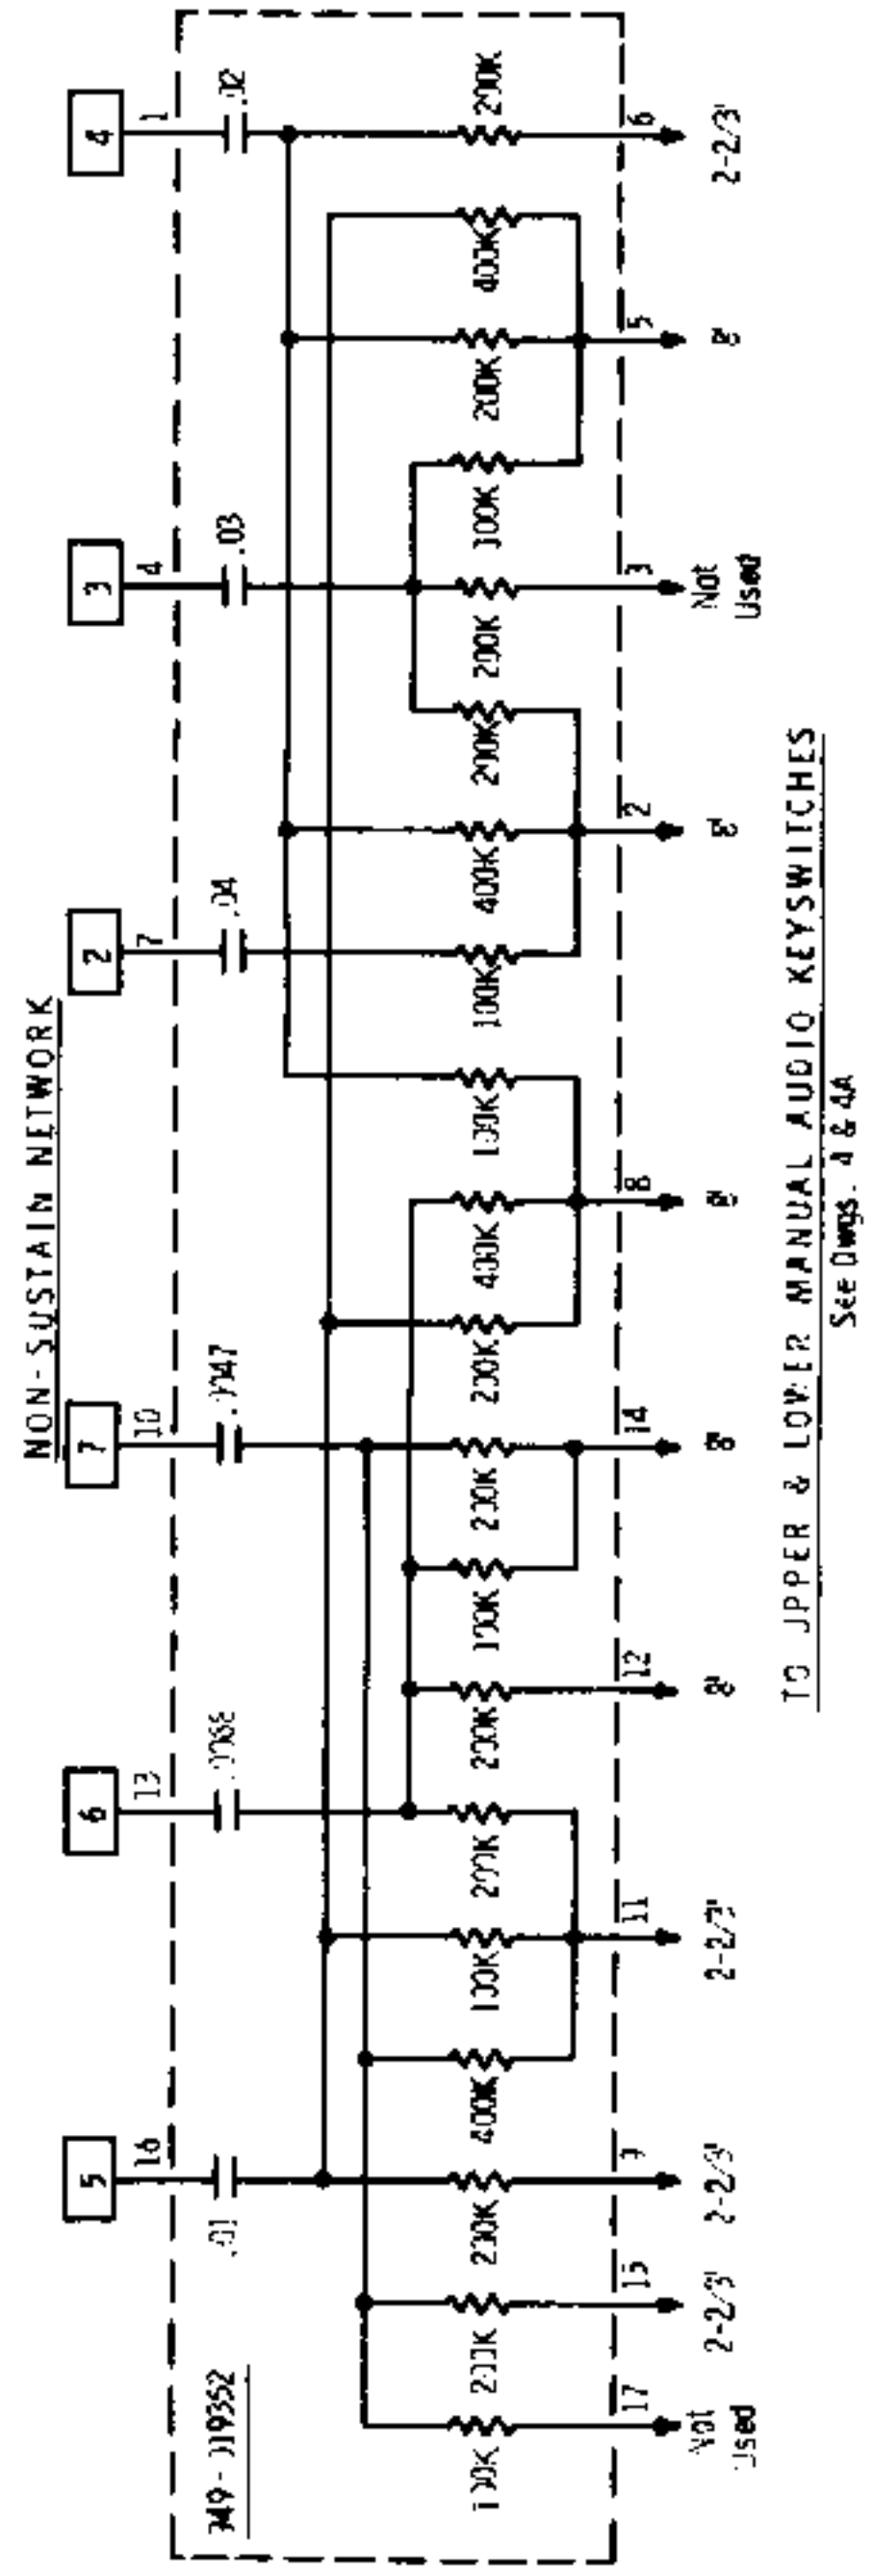 NON-SUSTAIN NETWORK
5 6 7 2 3 4
16 13 10 7 4 1
.01 .0068 .0047 .04 .03 .02
349-019352
100K 200K 200K 400K 100K 200K 200K 100K 200K 200K 400K 100K 100K 400K 200K 200K 100K 200K 400K 200K
17 15 9 11 12 14 8 2 3 5 6
Not 2-2/3' 2-2/3' 2-2/3' 8' 8' 8' 8' Not 8' 2-2/3'
Used Used
TO UPPER & LOWER MANUAL AUDIO KEYSWITCHES
See Dwgs. 4 & 4A